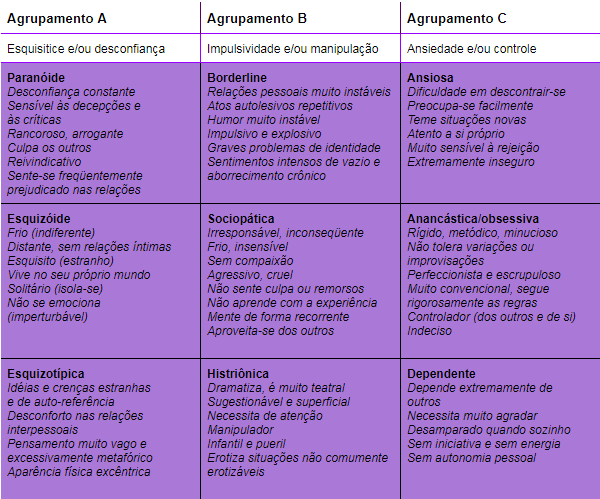 Agrupamento A
Agrupamento B
Agrupamento C
Esquisitice e/ou desconfiança
Impulsividade e/ou manipulação
Ansiedade e/ou controle
Paranóide
Desconfiança constante
Sensível às decepções e
às críticas
Rancoroso, arrogante
Culpa os outros
Reivindicativo
Sente-se freqüentemente
prejudicado nas relações
Borderline
Relações pessoais muito instáveis
Atos autolesivos repetitivos
Humor muito instável
Impulsivo e explosivo
Graves problemas de identidade
Sentimentos intensos de vazio e
aborrecimento crônico
Ansiosa
Dificuldade em descontrair-se
Preocupa-se facilmente
Teme situações novas
Atento a si próprio
Muito sensível à rejeição
Extremamente inseguro
Esquizóide
Frio (indiferente)
Distante, sem relações íntimas
Esquisito (estranho)
Vive no seu próprio mundo
Solitário (isola-se)
Não se emociona
(imperturbável)
Sociopática
Irresponsável, inconseqüente
Frio, insensível
Sem compaixão
Agressivo, cruel
Não sente culpa ou remorsos
Não aprende com a experiência
Mente de forma recorrente
Aproveita-se dos outros
Anancástica/obsessiva
Rígido, metódico, minucioso
Não tolera variações ou
improvisações
Perfeccionista e escrupuloso
Muito convencional, segue
rigorosamente as regras
Controlador (dos outros e de si)
Indeciso
Esquizotípica
Idéias e crenças estranhas
e de auto-referência
Desconforto nas relações
interpessoais
Pensamento muito vago e
excessivamente metafórico
Aparência física excêntrica
Histriônica
Dramatiza, é muito teatral
Sugestionável e superficial
Necessita de atenção
Manipulador
Infantil e pueril
Erotiza situações não comumente
erotizáveis
Dependente
Depende extremamente de
outros
Necessita muito agradar
Desamparado quando sozinho
Sem iniciativa e sem energia
Sem autonomia pessoal